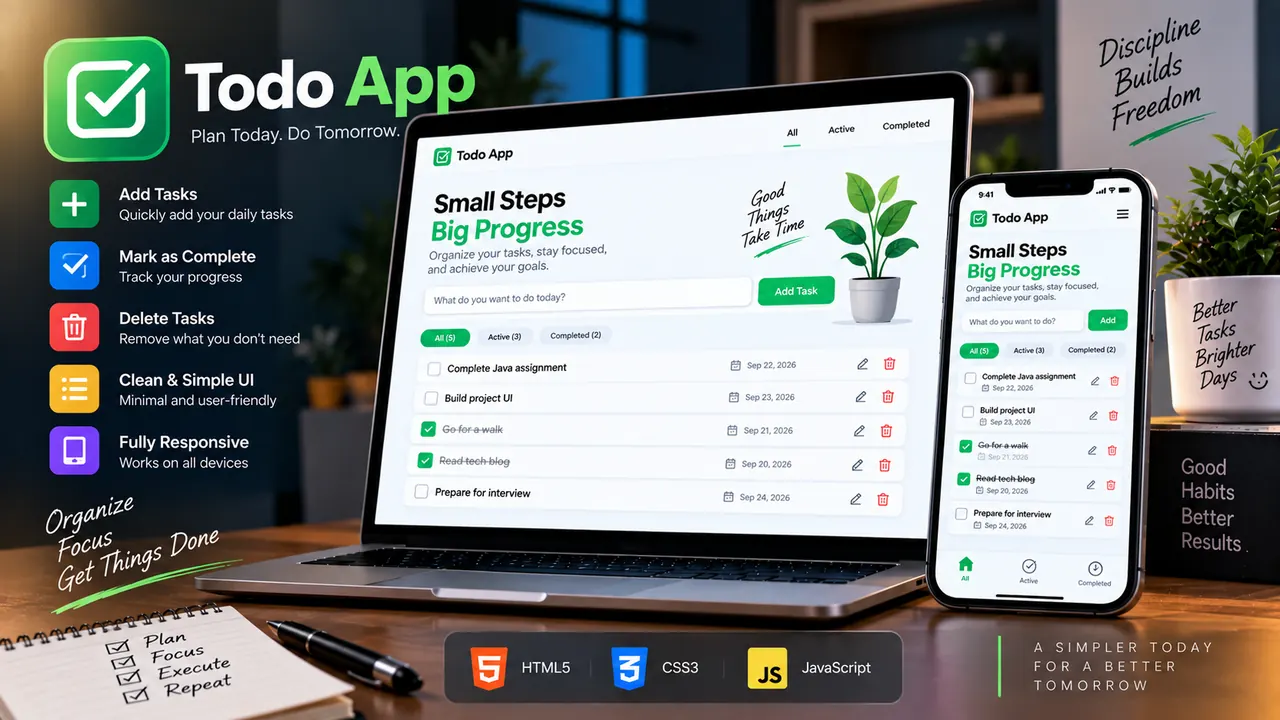 Todo App
Plan Today. Do Tomorrow.
Add Tasks
Quickly add your daily tasks
Mark as Complete
Track your progress
Delete Tasks
Remove what you don't need
Clean & Simple UI
Minimal and user-friendly
Fully Responsive
Works on all devices
Organize
Focus
Get Things Done
Plan
Focus
Execute
Repeat
Todo App
All
Active
Completed
Small Steps
Big Progress
Organize your tasks, stay focused,
and achieve your goals.
Good
Things
Take Time
What do you want to do today?
Add Task
All (5)
Active (3)
Completed (2)
Complete Java assignment
Sep 22, 2026
Build project UI
Sep 23, 2026
Go for a walk
Sep 21, 2026
Read tech blog
Sep 20, 2026
Prepare for interview
Sep 24, 2026
9:41
Todo App
Small Steps
Big Progress
Organize your tasks, stay focused,
and achieve your goals.
What do you want to do?
Add
All (5)
Active (3)
Completed (2)
Complete Java assignment
Sep 22, 2026
Build project UI
Sep 23, 2026
Go for a walk
Sep 21, 2026
Read tech blog
Sep 20, 2026
Prepare for interview
Sep 24, 2026
All
Active
Completed
Discipline
Builds
Freedom
Better
Tasks
Brighter
Days
Good
Habits
Better
Results.
5
HTML5
3
CSS3
JS
JavaScript
A SIMPLER TODAY
FOR A BETTER
TOMORROW